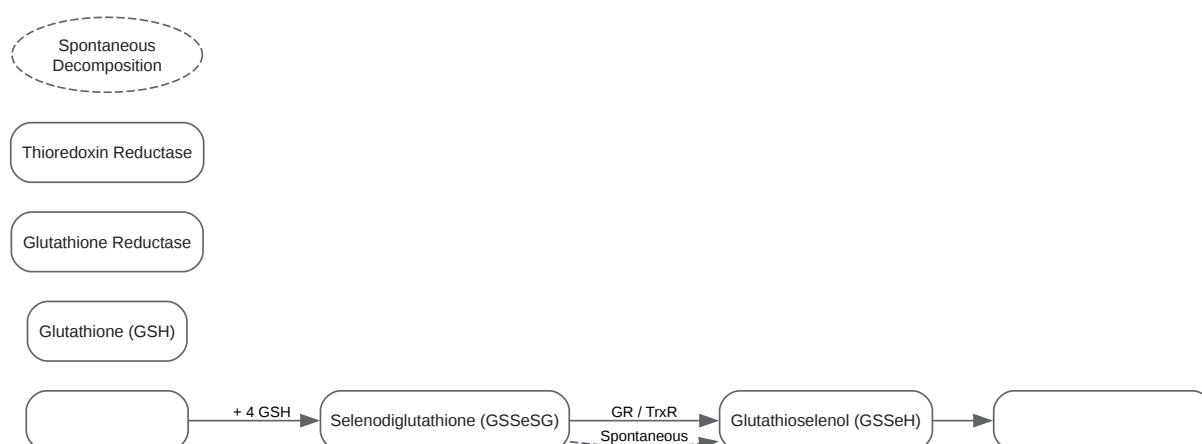 Spontaneous
Decomposition
Thioredoxin Reductase
Glutathione Reductase
Glutathione (GSH)
+ 4 GSH
Selenodiglutathione (GSSeSG)
GR / TrxR
Spontaneous
Glutathioselenol (GSSeH)